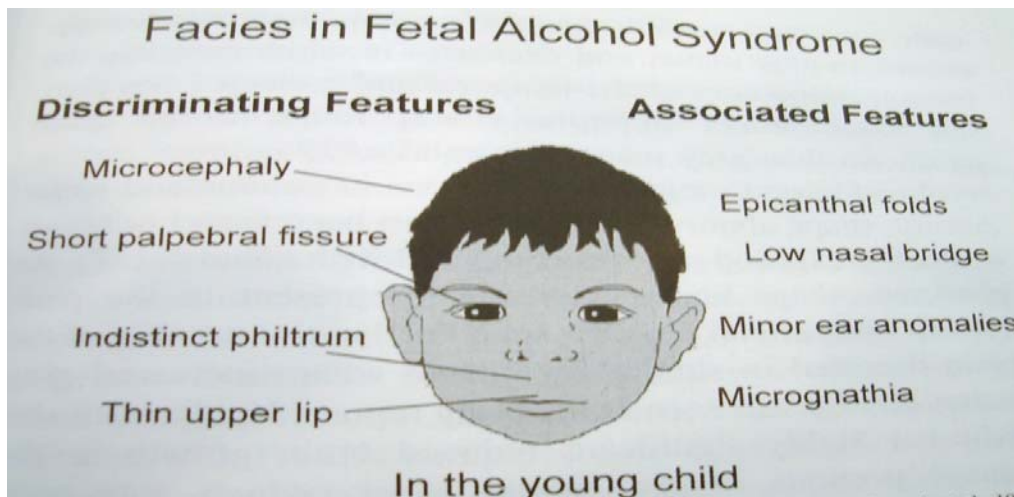 Facies in Fetal Alcohol Syndrome
Discriminating Features
Microcephaly
Short palpebral fissure
Indistinct philtrum
Thin upper lip
Associated Features
Epicanthal folds
Low nasal bridge
Minor ear anomalies
Micrognathia
In the young child